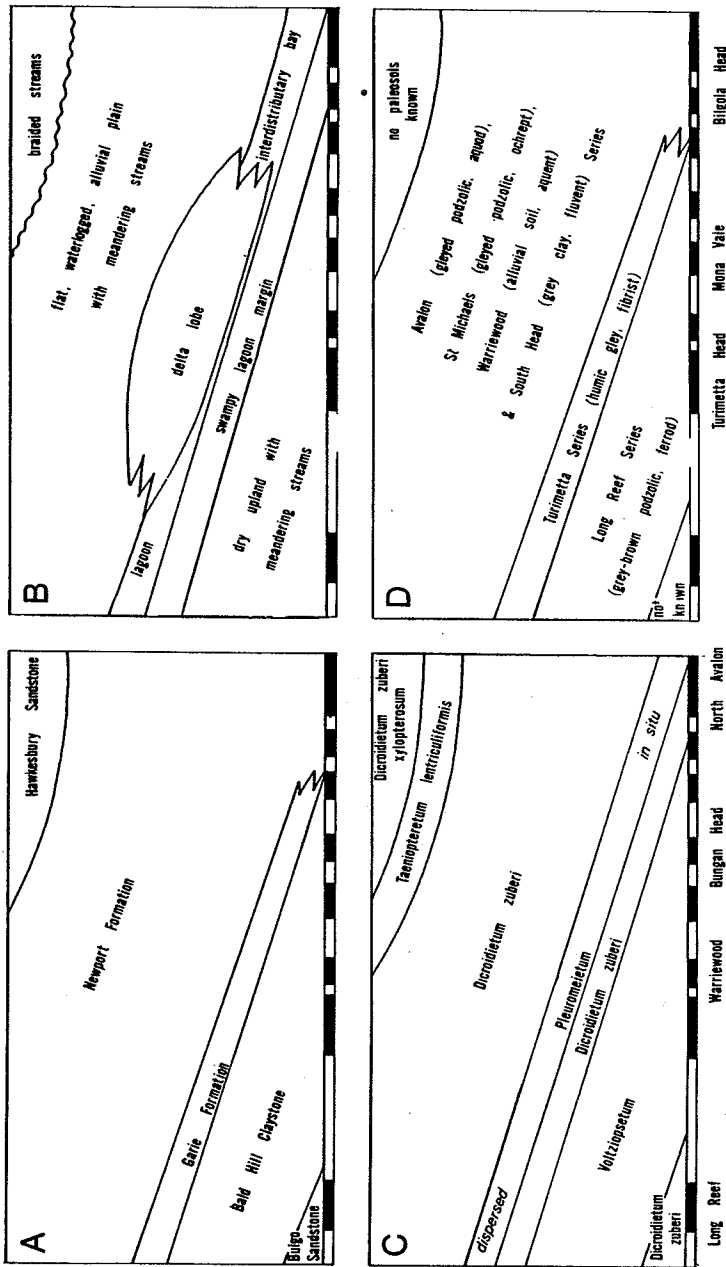 A
Hawkesbury Sandstone
Newport Formation
Garie Formation
Bald Hill Claystone
Bulgo
Sandstone
B
braided streams
flat, waterlogged, alluvial plain
with meandering streams
delta lobe
interdistributary bay
lagoon
swampy lagoon margin
dry upland with
meandering streams
C
Dicroidietum zuberi
xylopterosum
Taeniopteretum lentriculiformis
Dicroidietum zuberi
dispersed
Pleuromeietum
in situ
Dicroidietum zuberi
Voltziopsetum
Dicroidietum
zuberi
D
no paleosols
known
Avalon (gleyed podzolic, aquod),
St Michaels (gleyed podzolic, ochrept),
Warriewood (alluvial soil, aquent)
& South Head (grey clay, fluvent) Series
Turimetta Series (humic gley, fibrist)
Long Reef Series
(grey-brown podzolic, ferrod)
not
known
Long Reef
Warriewood
Bungan Head
North Avalon
Turimetta Head
Mona Vale
Bilgola Head